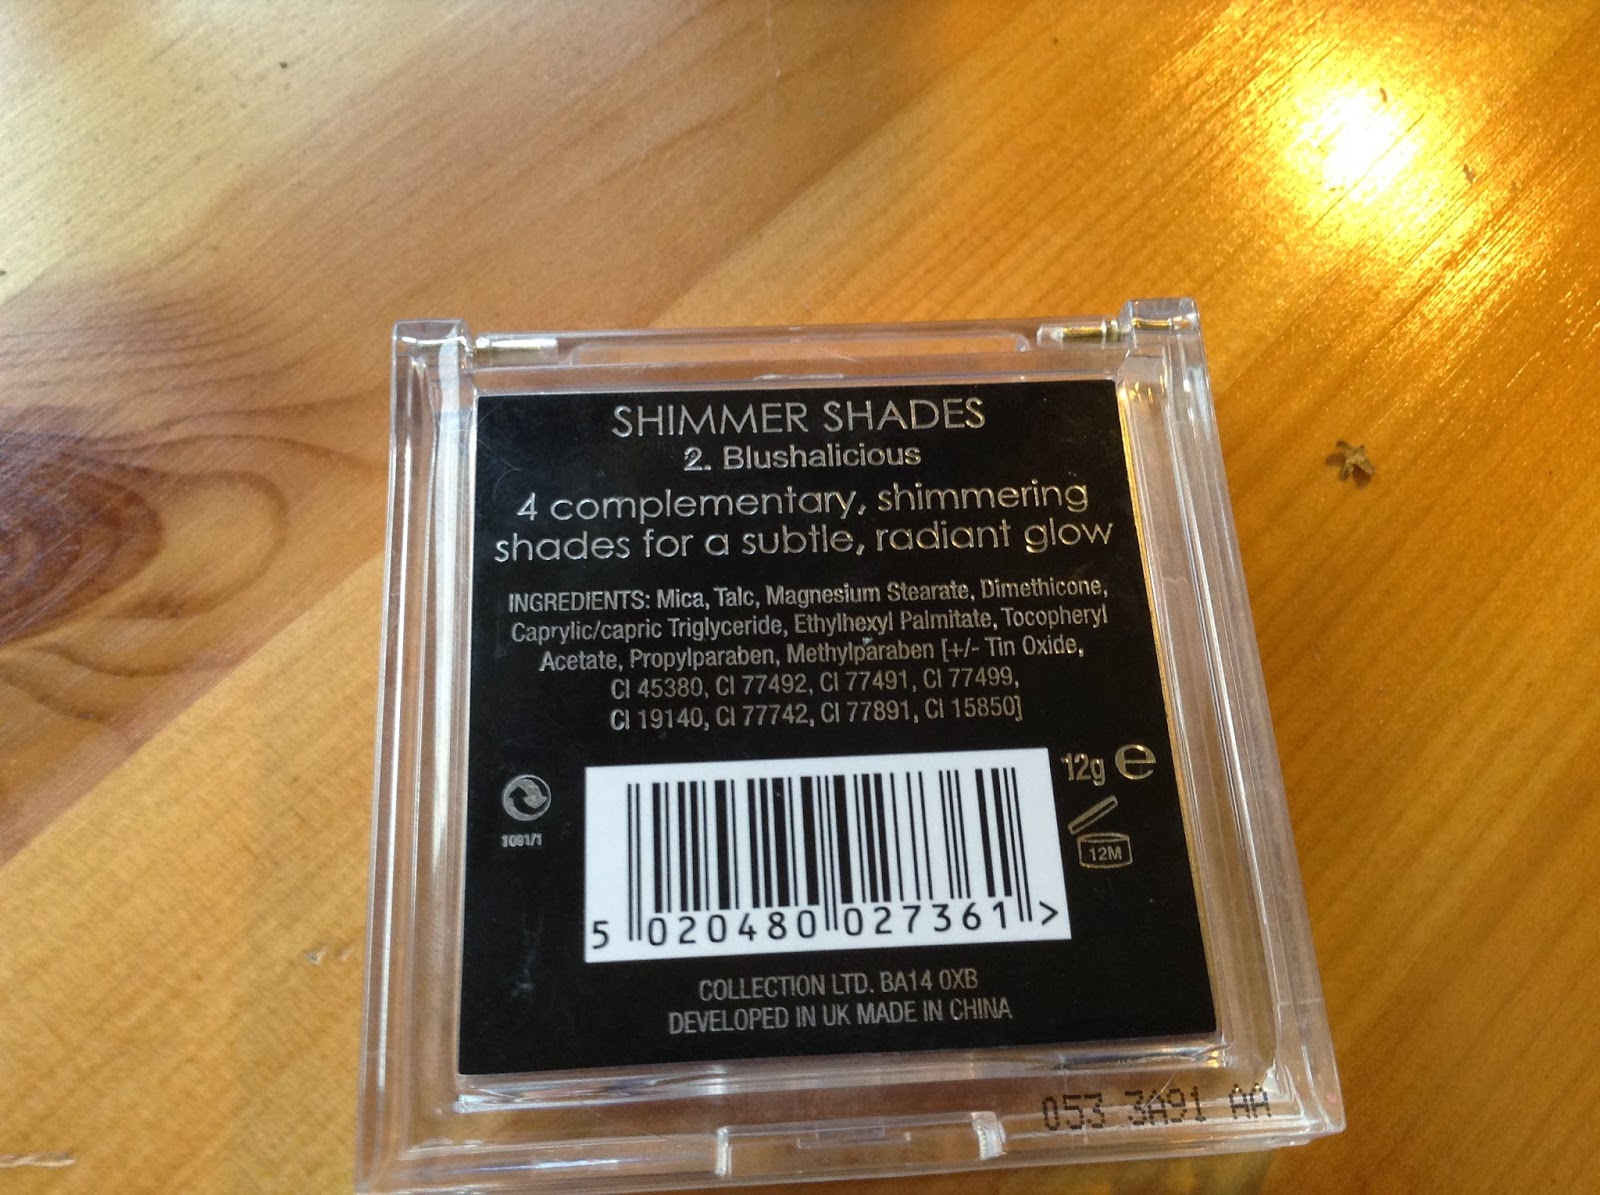 SHIMMER SHADES
2. Blushalicious
4 complementary, shimmering
shades for a subtle, radiant glow
INGREDIENTS: Mica, Talc, Magnesium Stearate, Dimethicone,
Caprylic/capric Triglyceride, Ethylhexyl Palmitate, Tocopheryl
Acetate, Propylparaben, Methylparaben [+/- Tin Oxide,
CI 45380, CI 77492, CI 77491, CI 77499,
CI 19140, CI 77742, CI 77891, CI 15850]
12g e
1091/1
12M
5 020480 027361 >
COLLECTION LTD. BA14 0XB
DEVELOPED IN UK MADE IN CHINA
053 3A91 AA